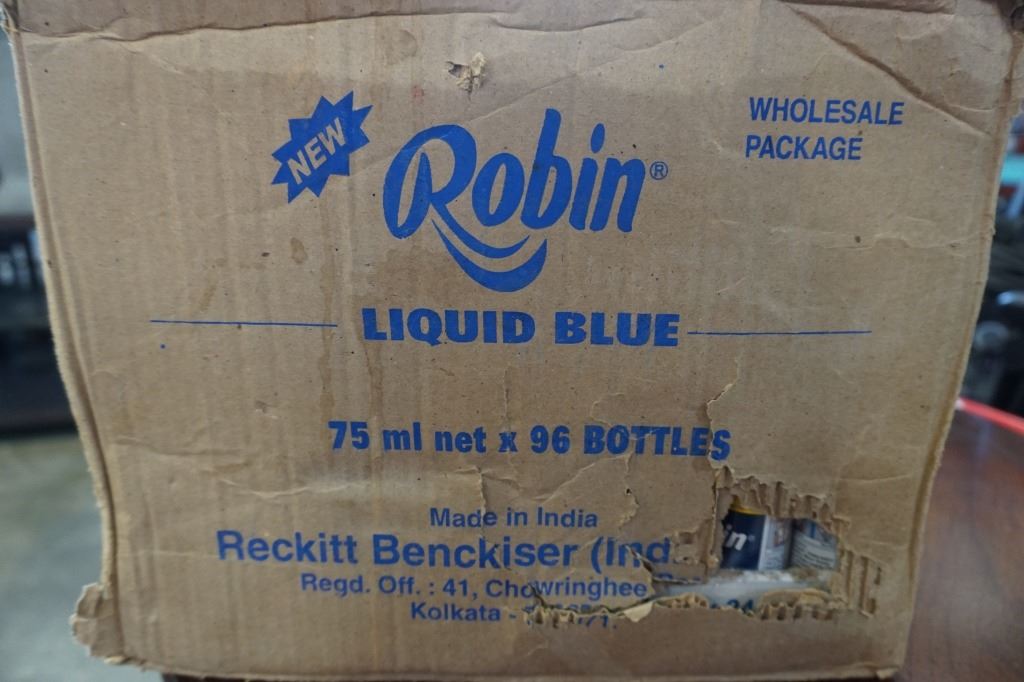 NEW
Robin®
WHOLESALE
PACKAGE
LIQUID BLUE
75 ml net x 96 BOTTLES
Made in India
Reckitt Benckiser (Ind
Regd. Off. : 41, Chowringhee
Kolkata -